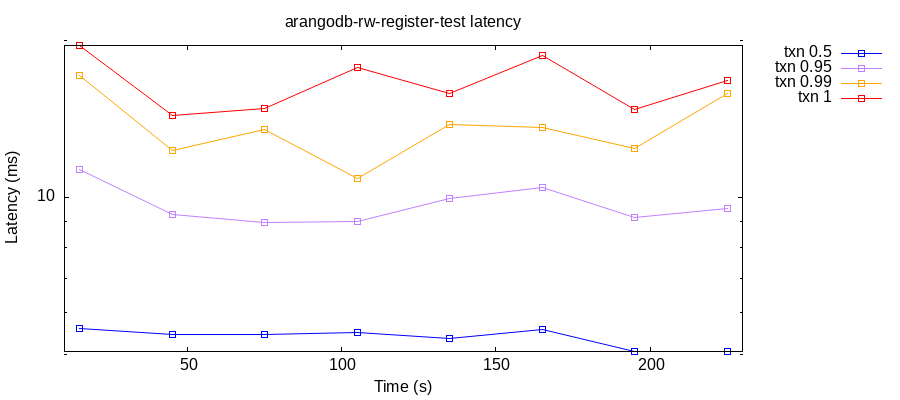 arangodb-rw-register-test latency
txn 0.5
txn 0.95
txn 0.99
txn 1
Latency (ms)
10
50
100
150
200
Time (s)